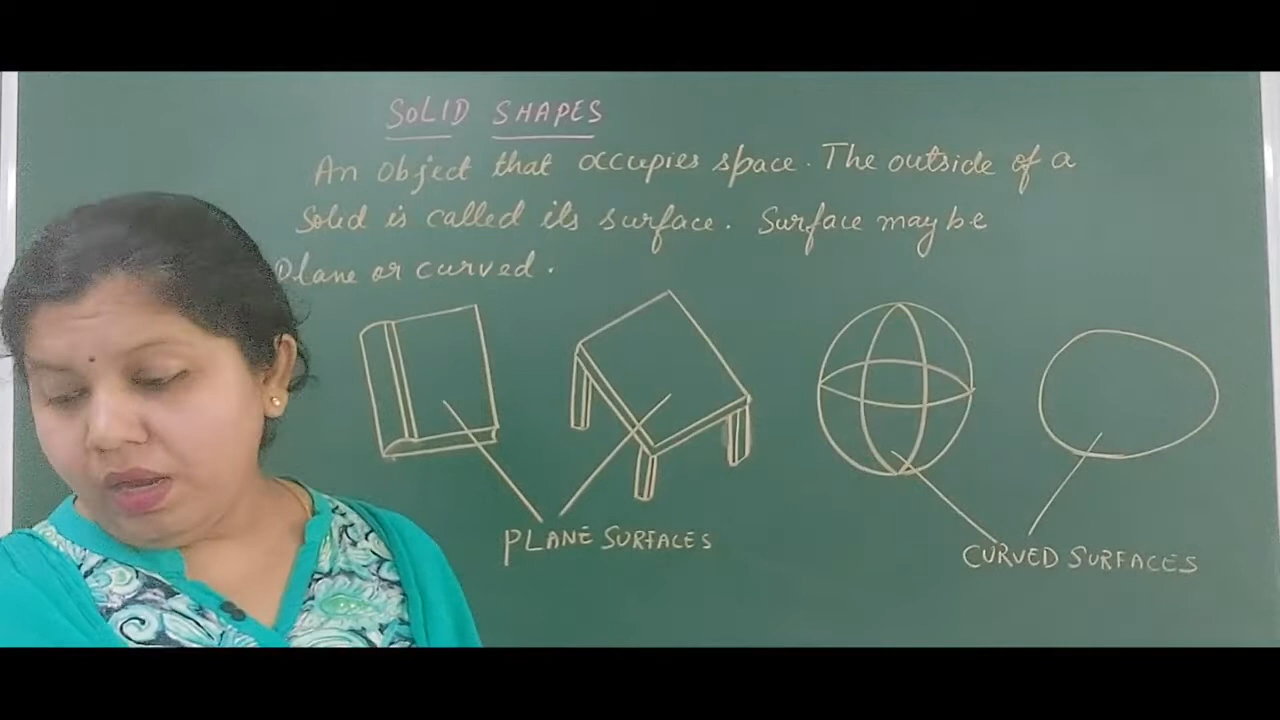 SOLID SHAPES
An object that occupies space. The outside of a
Solid is called its surface. Surface may be
Plane or curved.
PLANE SURFACES
CURVED SURFACES